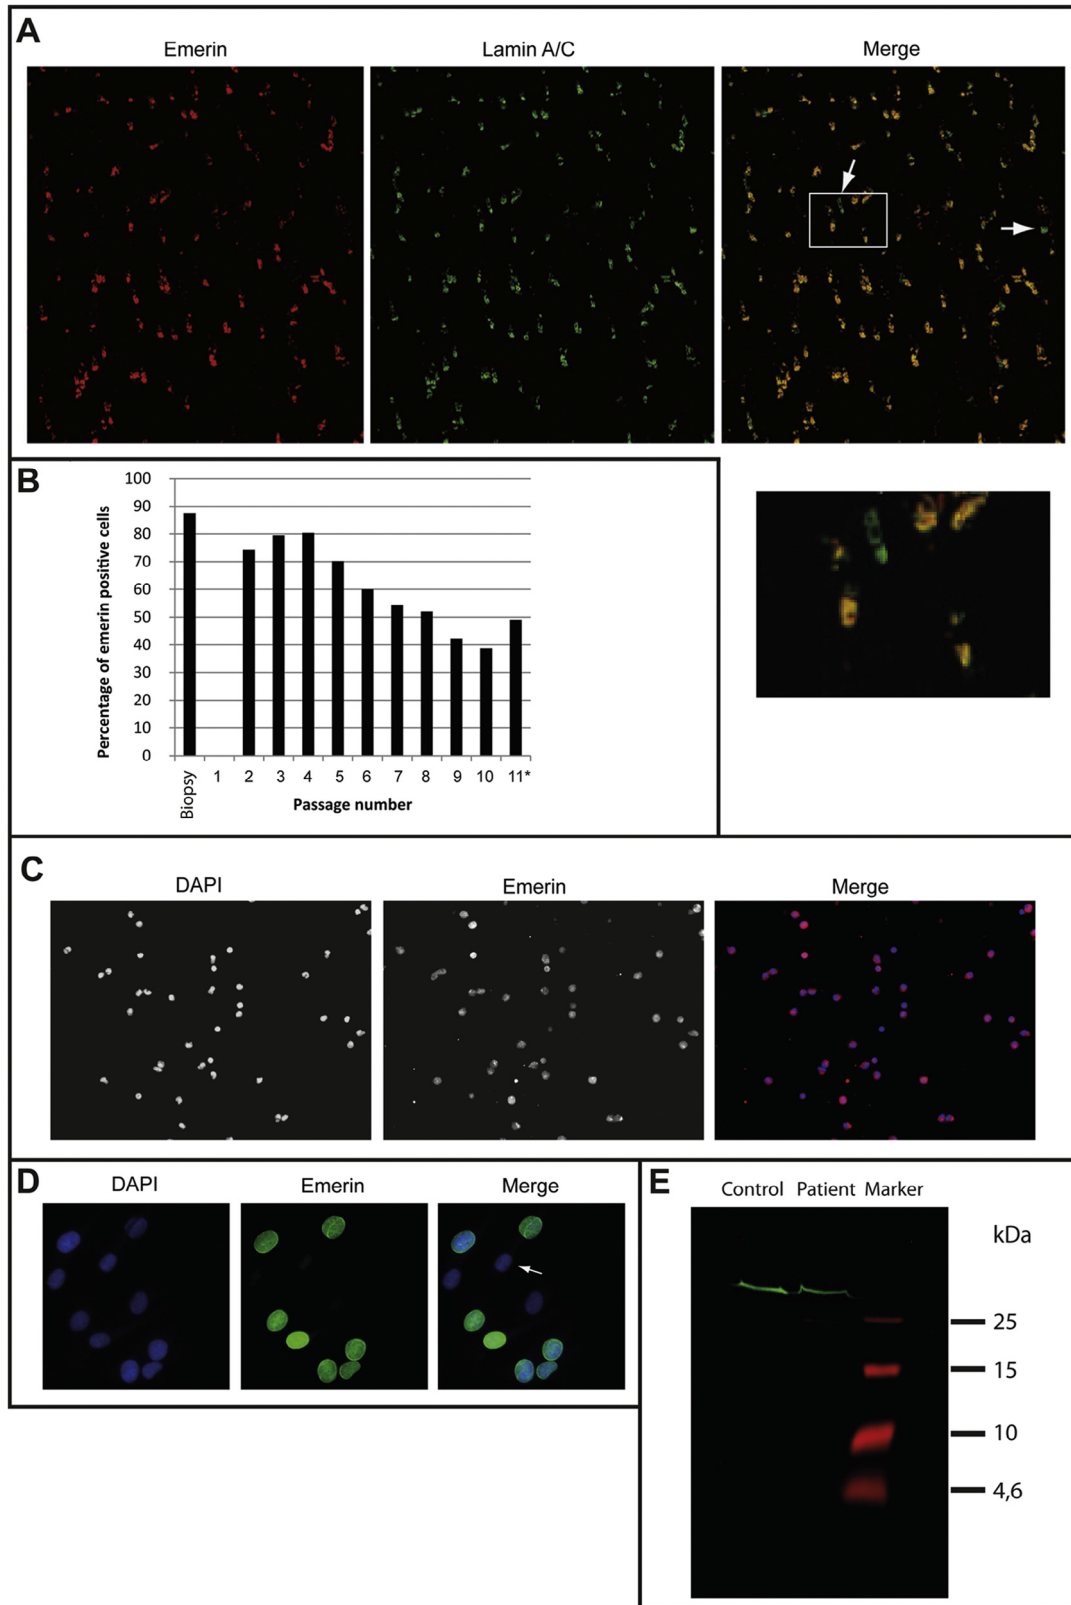 A
Emerin
Lamin A/C
Merge
B
Percentage of emerin positive cells
100
90
80
70
60
50
40
30
20
10
0
Biopsy 1 2 3 4 5 6 7 8 9 10 11*
Passage number
C
DAPI
Emerin
Merge
D
DAPI
Emerin
Merge
E
Control Patient Marker
kDa
25
15
10
4,6